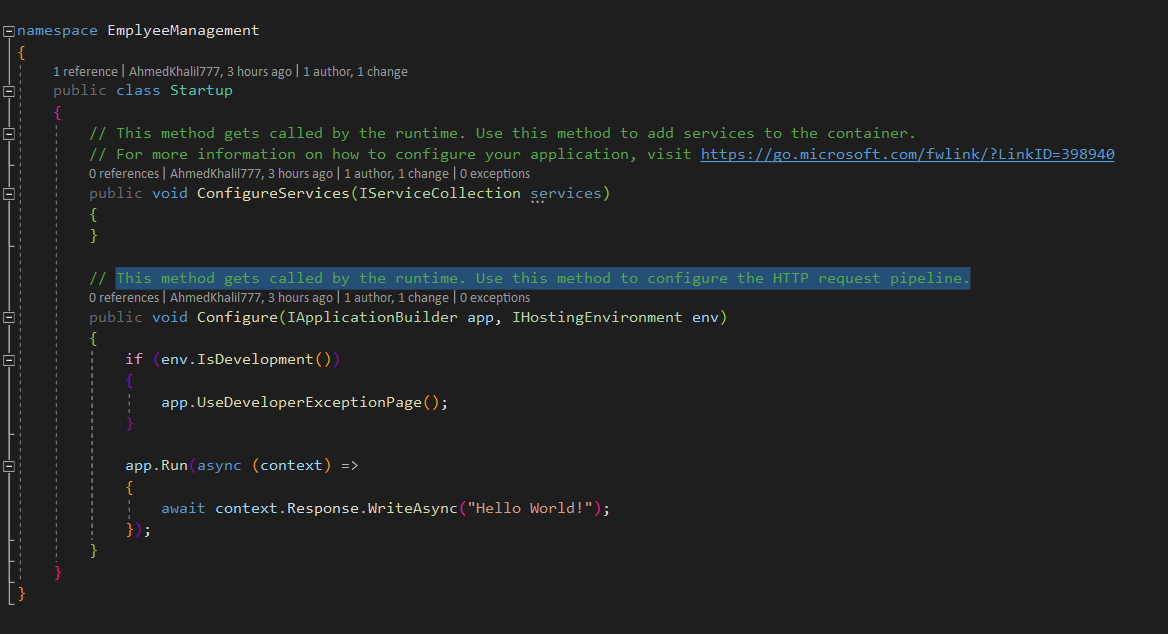 namespace EmplyeeManagement
{
1 reference | AhmedKhalil777, 3 hours ago | 1 author, 1 change
public class Startup
{
// This method gets called by the runtime. Use this method to add services to the container.
// For more information on how to configure your application, visit https://go.microsoft.com/fwlink/?LinkID=398940
0 references | AhmedKhalil777, 3 hours ago | 1 author, 1 change | 0 exceptions
public void ConfigureServices(IServiceCollection services)
{
}
// This method gets called by the runtime. Use this method to configure the HTTP request pipeline.
0 references | AhmedKhalil777, 3 hours ago | 1 author, 1 change | 0 exceptions
public void Configure(IApplicationBuilder app, IHostingEnvironment env)
{
if (env.IsDevelopment())
{
app.UseDeveloperExceptionPage();
}
app.Run(async (context) =>
{
await context.Response.WriteAsync("Hello World!");
});
}
}
}